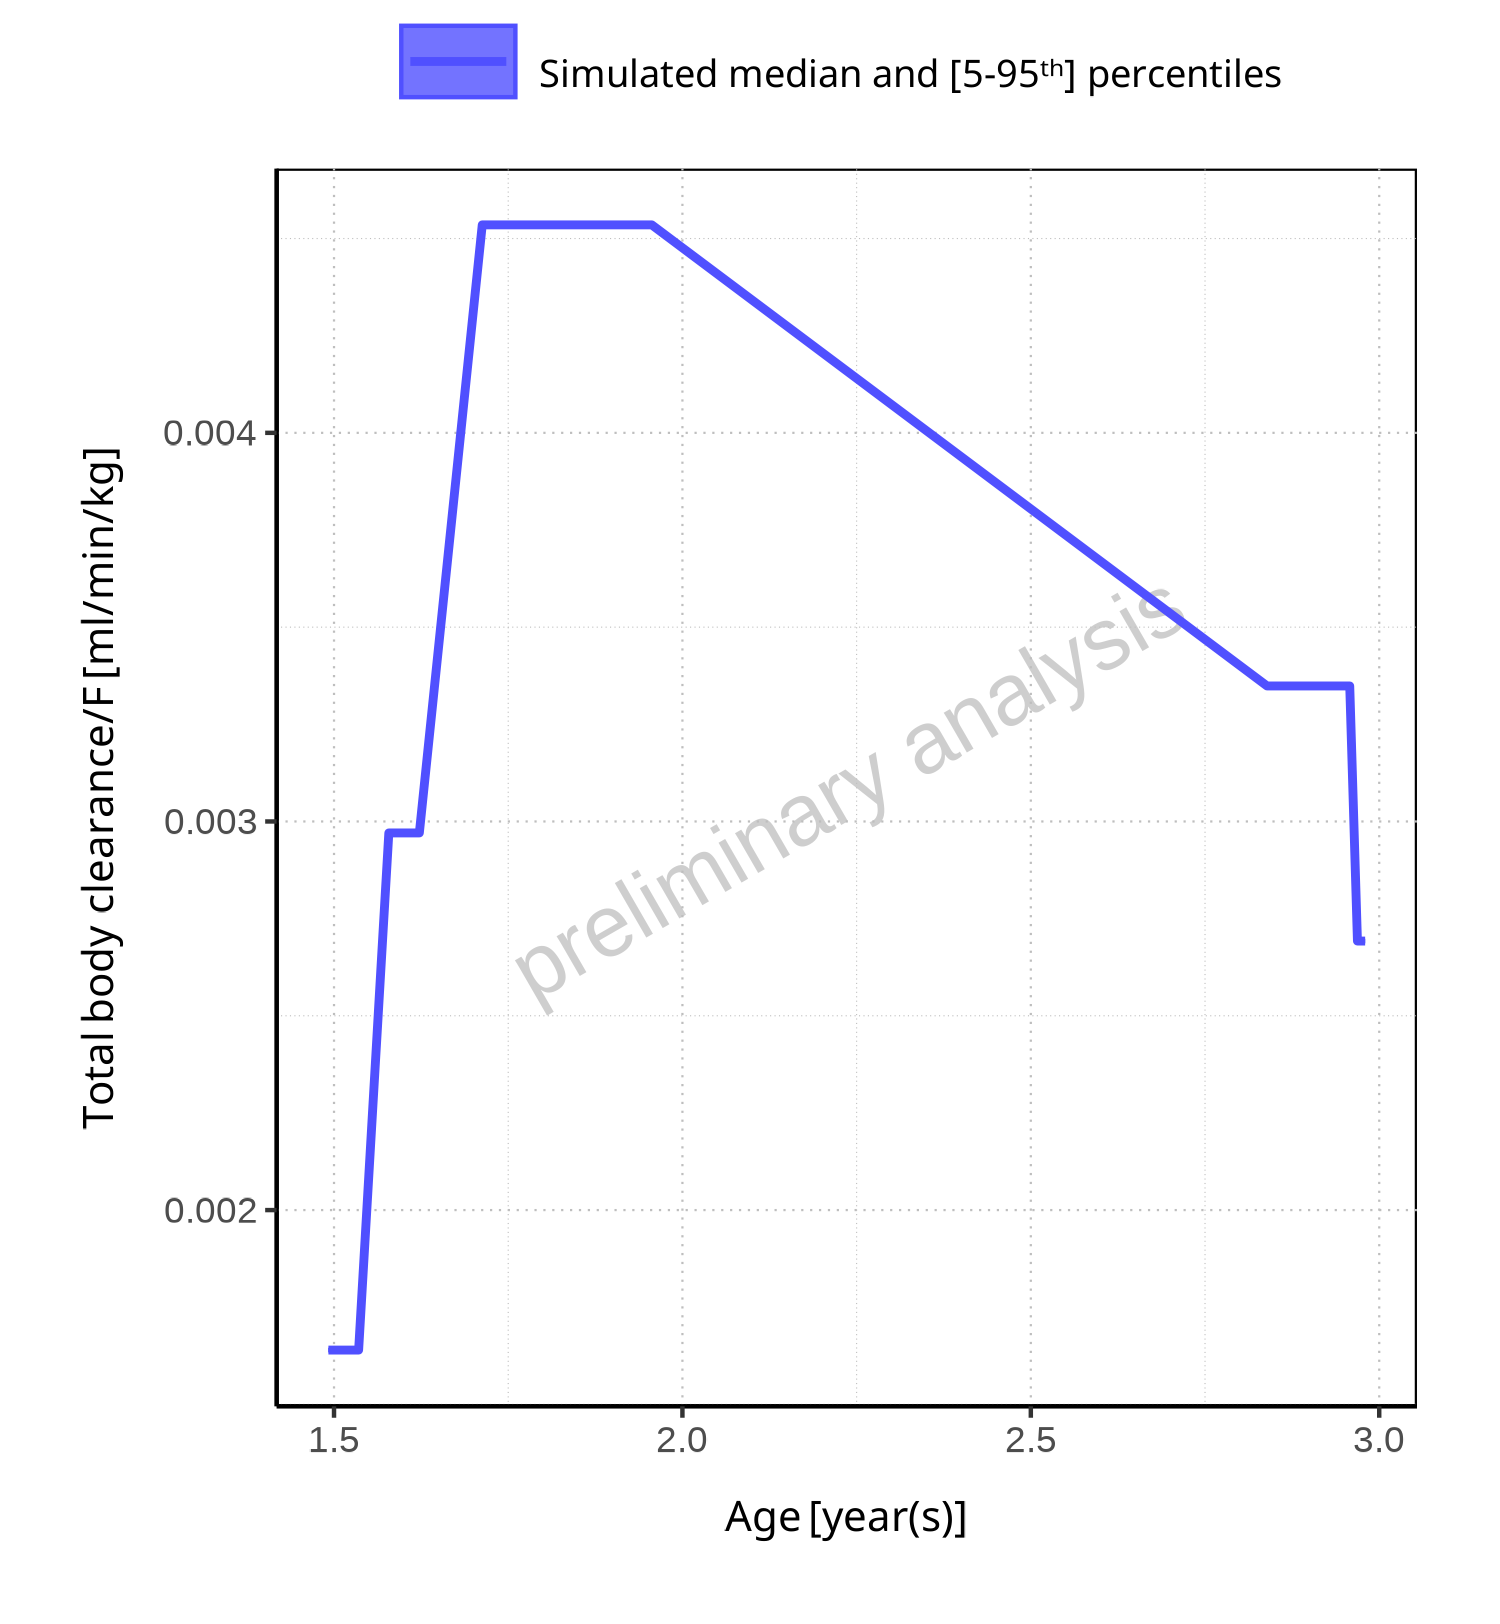 Simulated median and [5-95th] percentiles
Total body clearance/F [ml/min/kg]
0.004
0.003
0.002
preliminary analysis
1.5 2.0 2.5 3.0
Age [year(s)]